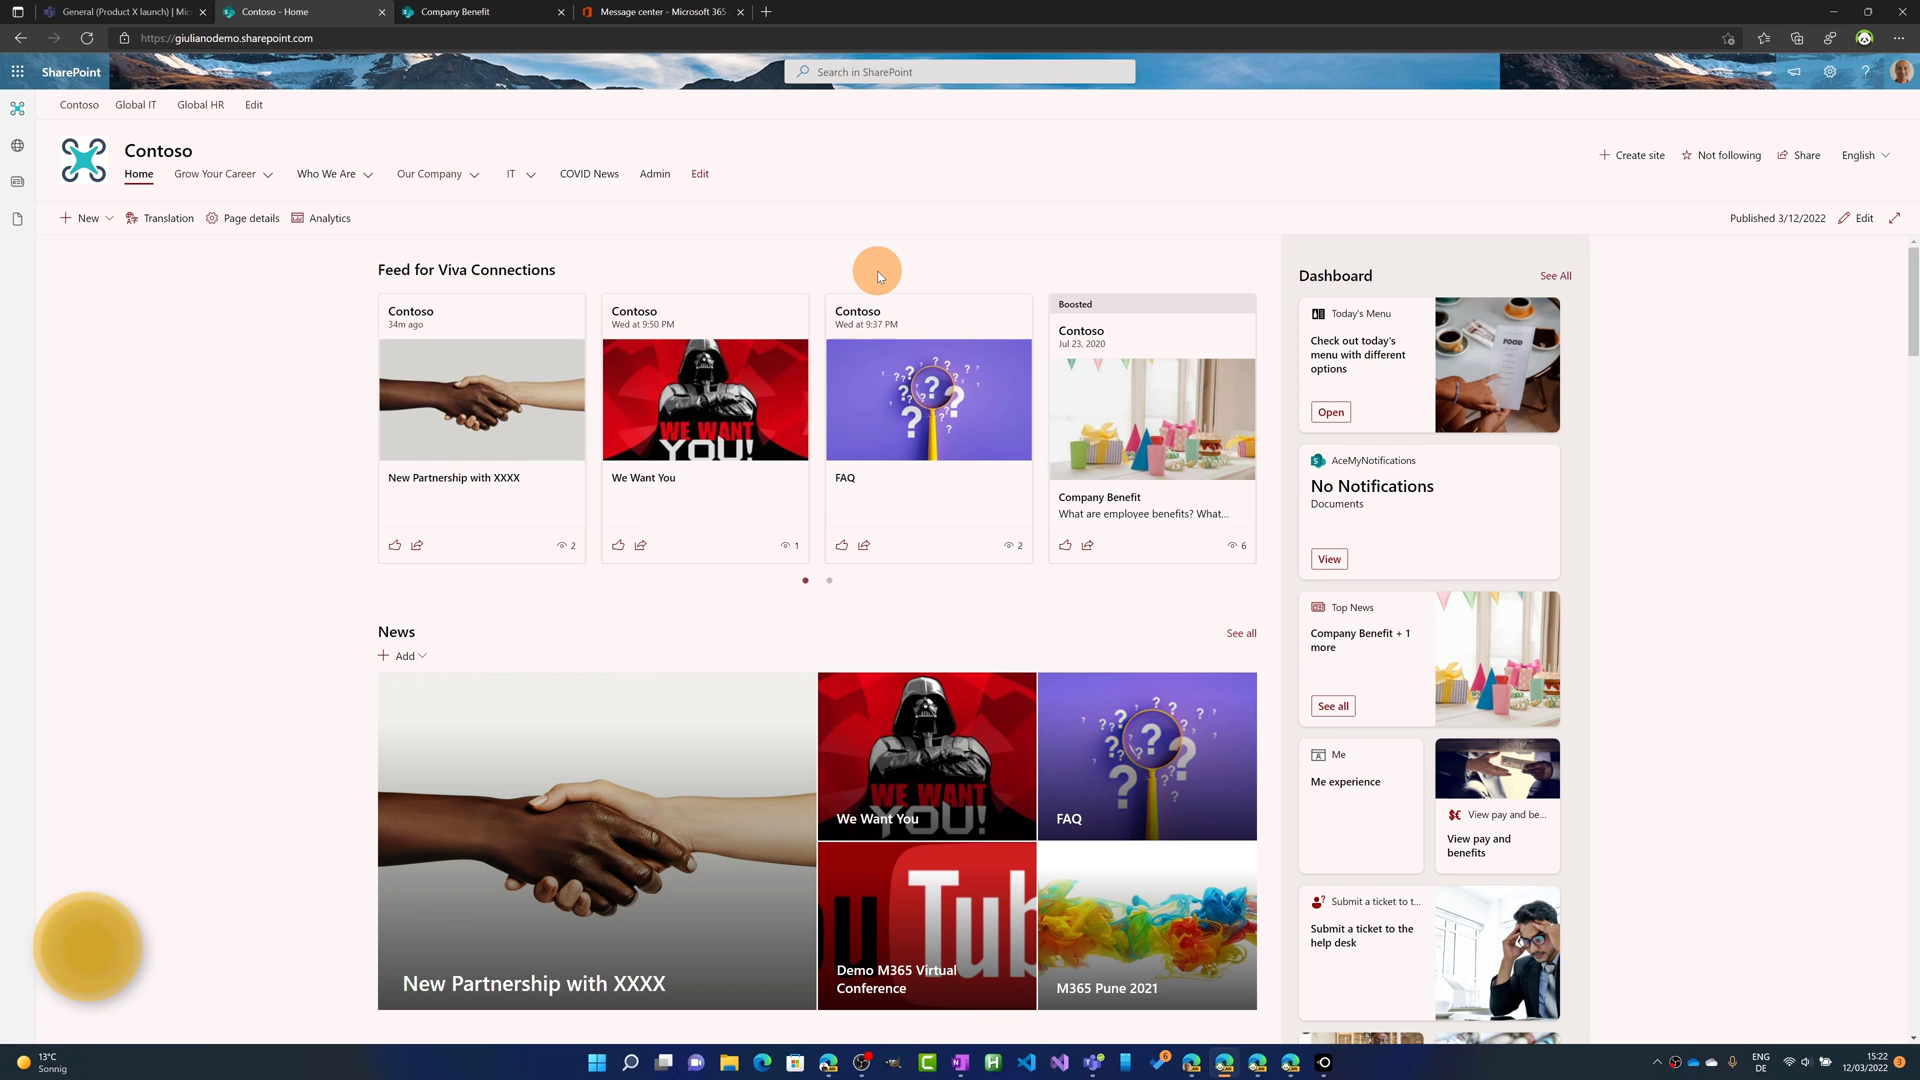 General (Product X launch) | Mic
Contoso - Home
Company Benefit
Message center - Microsoft 365
https://giulianodemo.sharepoint.com
SharePoint
Search in SharePoint
Contoso
Global IT
Global HR
Edit
Contoso
Home
Grow Your Career
Who We Are
Our Company
IT
COVID News
Admin
Edit
Create site
Not following
Share
English
New
Translation
Page details
Analytics
Published 3/12/2022
Edit
Feed for Viva Connections
Contoso
34m ago
New Partnership with XXXX
2
Contoso
Wed at 9:50 PM
WE WANT
YOU!
We Want You
1
Contoso
Wed at 9:37 PM
FAQ
2
Boosted
Contoso
Jul 23, 2020
Company Benefit
What are employee benefits? What...
6
News
See all
Add
New Partnership with XXXX
WE WANT
YOU!
We Want You
FAQ
ou Tub
Demo M365 Virtual
Conference
M365 Pune 2021
Dashboard
See All
Today's Menu
Check out today's
menu with different
options
Open
FOOD
AceMyNotifications
No Notifications
Documents
View
Top News
Company Benefit + 1
more
See all
Me
Me experience
View pay and be...
View pay and
benefits
Submit a ticket to t...
Submit a ticket to the
help desk
13°C
Sonnig
6
ENG
DE
15:22
12/03/2022
3